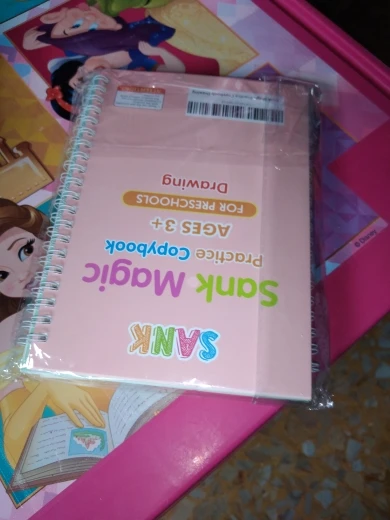 SANK
Sank Magic
Practice Copybook
AGES 3+
FOR PRESCHOOLS
Drawing